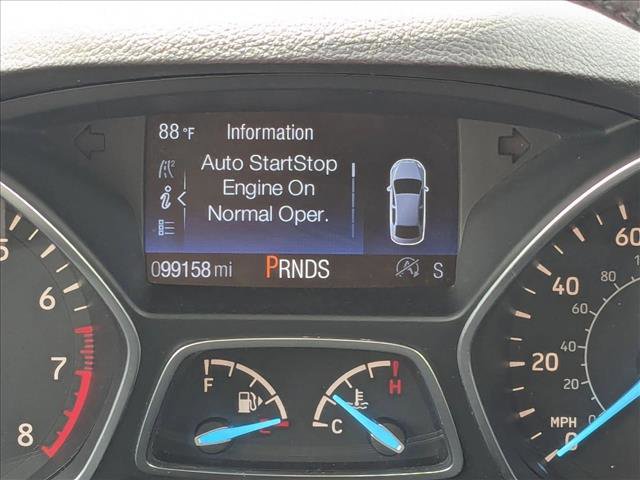 88 °F Information
Auto StartStop
Engine On
Normal Oper.
099158 mi PRNDS S
5
6
7
8
F
E
C
H
60
40
20
0
MPH
80
60
40
20